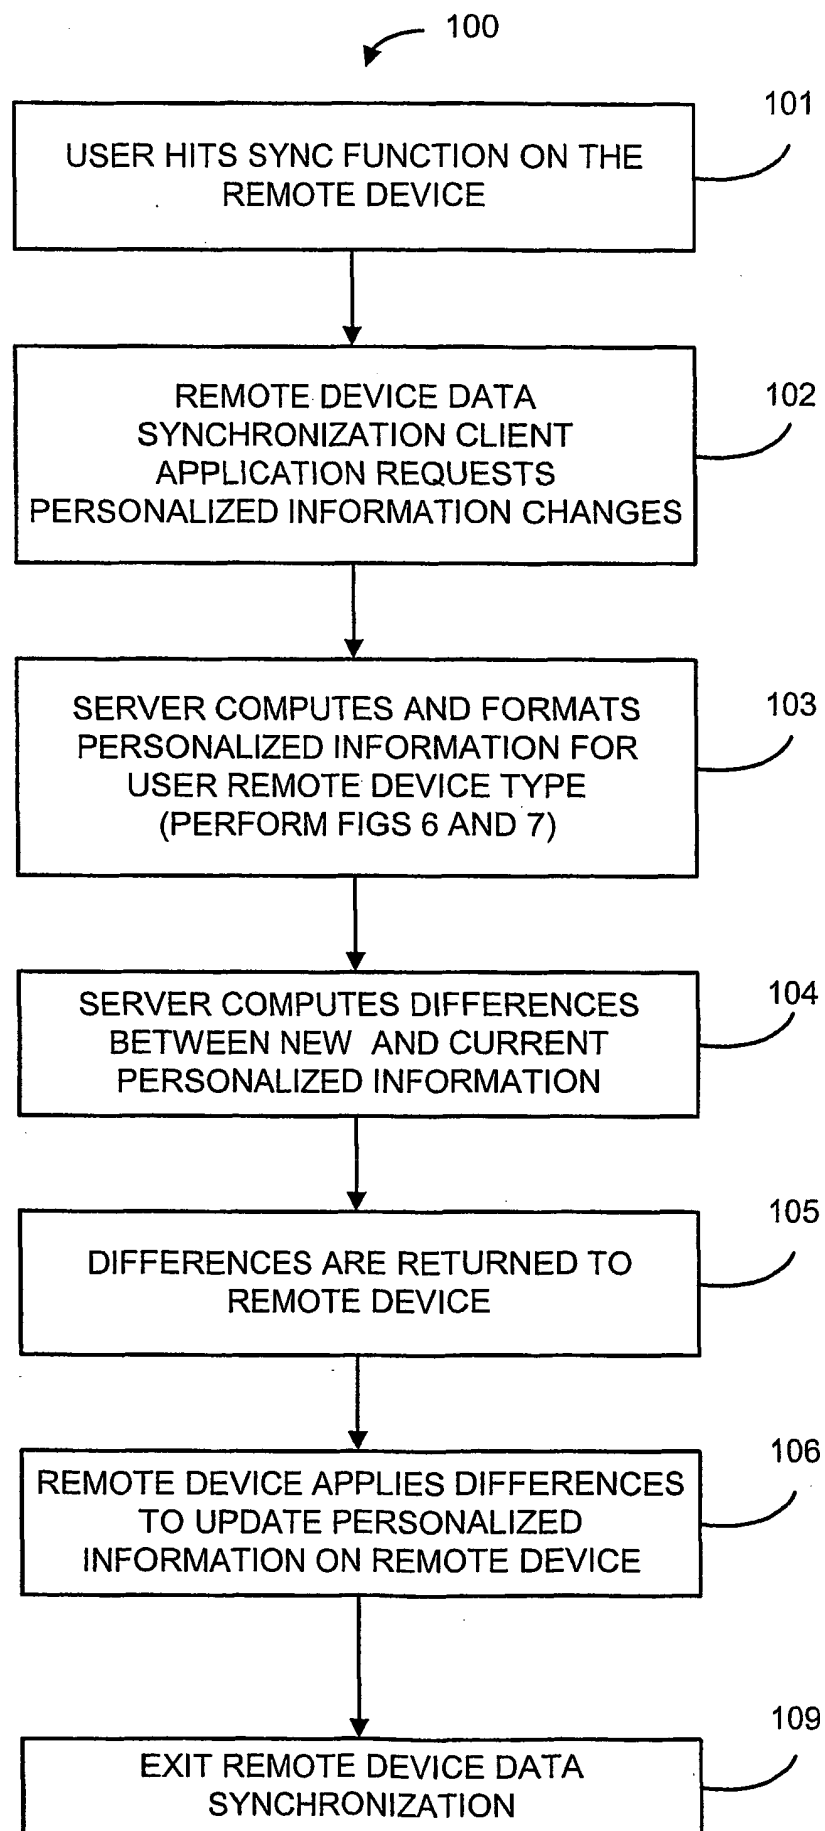 100
101
USER HITS SYNC FUNCTION ON THE
REMOTE DEVICE
102
REMOTE DEVICE DATA
SYNCHRONIZATION CLIENT
APPLICATION REQUESTS
PERSONALIZED INFORMATION CHANGES
103
SERVER COMPUTES AND FORMATS
PERSONALIZED INFORMATION FOR
USER REMOTE DEVICE TYPE
(PERFORM FIGS 6 AND 7)
104
SERVER COMPUTES DIFFERENCES
BETWEEN NEW AND CURRENT
PERSONALIZED INFORMATION
105
DIFFERENCES ARE RETURNED TO
REMOTE DEVICE
106
REMOTE DEVICE APPLIES DIFFERENCES
TO UPDATE PERSONALIZED
INFORMATION ON REMOTE DEVICE
109
EXIT REMOTE DEVICE DATA
SYNCHRONIZATION